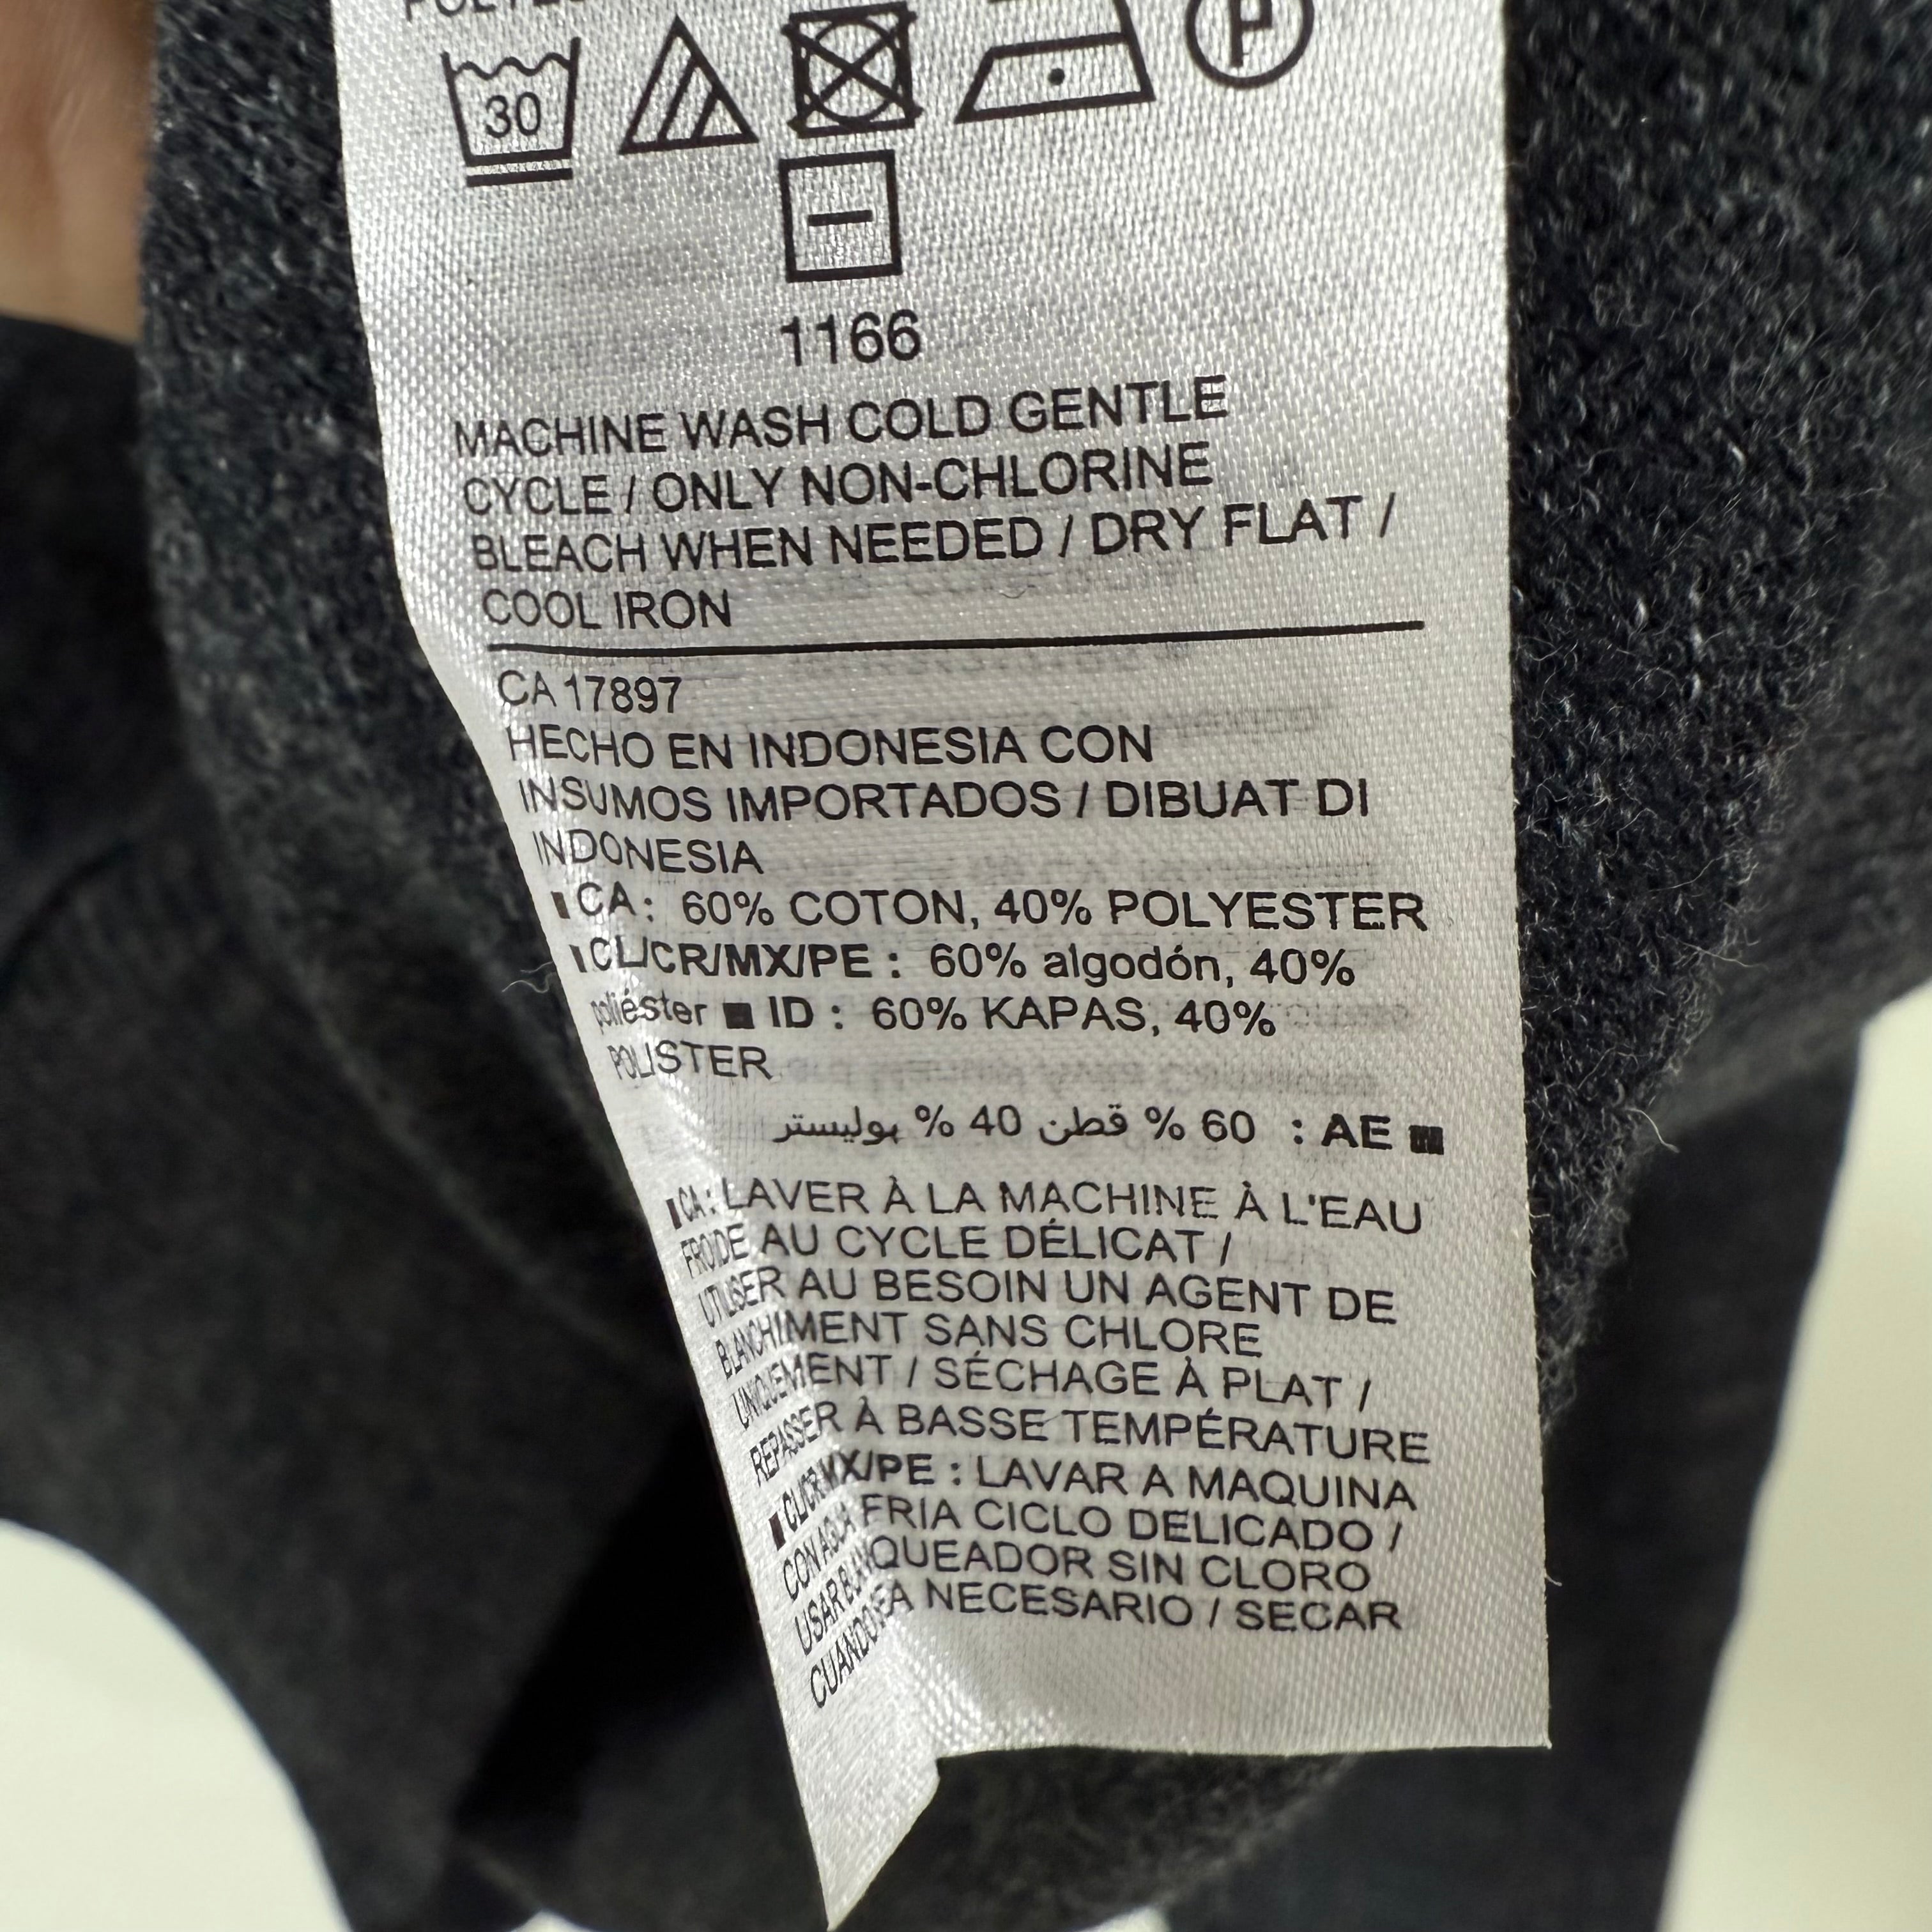 30
P
1166
MACHINE WASH COLD GENTLE
CYCLE / ONLY NON-CHLORINE
BLEACH WHEN NEEDED / DRY FLAT /
COOL IRON
CA 17897
HECHO EN INDONESIA CON
INSUMOS IMPORTADOS / DIBUAT DI
INDONESIA
■ CA : 60% COTON, 40% POLYESTER
■ CL/CR/MX/PE : 60% algodón, 40%
poliéster ■ ID : 60% KAPAS, 40%
POLISTER
■ AE : 60 % قطن 40 % بوليستر
■ CA : LAVER À LA MACHINE À L'EAU
FROIDE AU CYCLE DÉLICAT /
UTILISER AU BESOIN UN AGENT DE
BLANCHIMENT SANS CHLORE
UNIQUEMENT / SÉCHAGE À PLAT /
REPASSER À BASSE TEMPÉRATURE
■ CL/CR/MX/PE : LAVAR A MAQUINA
CON AGUA FRIA CICLO DELICADO /
USAR BLANQUEADOR SIN CLORO
CUANDO SEA NECESARIO / SECAR